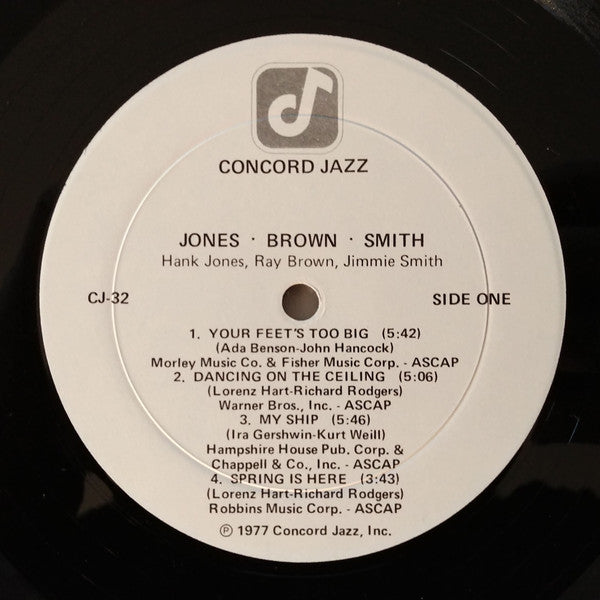 CONCORD JAZZ
JONES · BROWN · SMITH
Hank Jones, Ray Brown, Jimmie Smith
CJ-32
SIDE ONE
1. YOUR FEET'S TOO BIG (5:42)
(Ada Benson-John Hancock)
Morley Music Co. & Fisher Music Corp. - ASCAP
2. DANCING ON THE CEILING (5:06)
(Lorenz Hart-Richard Rodgers)
Warner Bros., Inc. - ASCAP
3. MY SHIP (5:46)
(Ira Gershwin-Kurt Weill)
Hampshire House Pub. Corp. &
Chappell & Co., Inc. - ASCAP
4. SPRING IS HERE (3:43)
(Lorenz Hart-Richard Rodgers)
Robbins Music Corp. - ASCAP
℗ 1977 Concord Jazz, Inc.